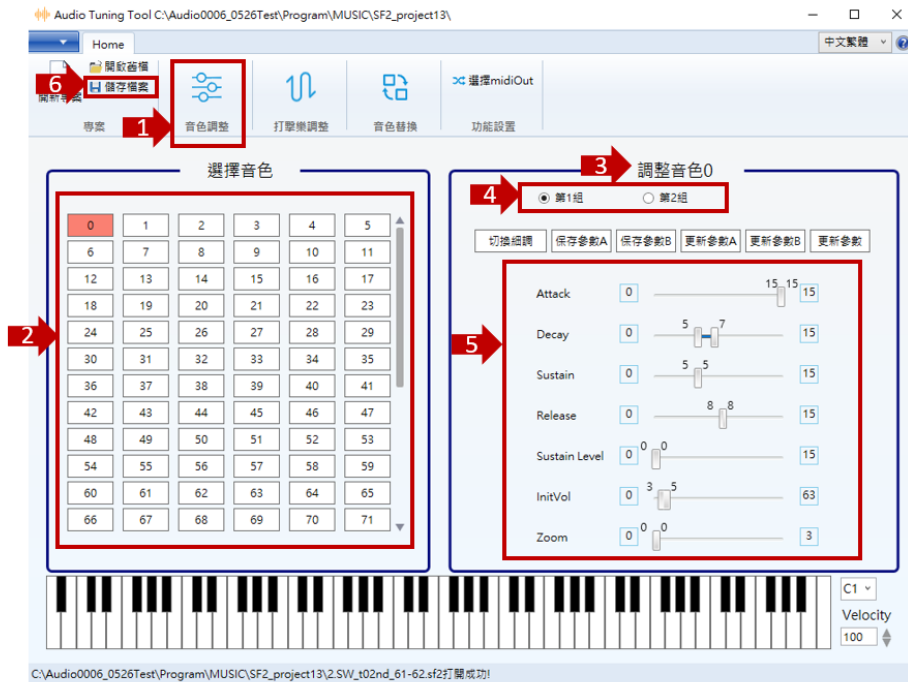 Audio Tuning Tool C:\Audio0006_0526Test\Program\MUSIC\SF2_project13\
Home
中文繁體
開啟舊檔
6
儲存檔案
選擇midiOut
專案
1
音色調整
打擊樂調整
音色替換
功能設置
選擇音色
3
調整音色0
4
第1組
第2組
切換細調
保存參數A
保存參數B
更新參數A
更新參數B
更新參數
2
0 1 2 3 4 5
6 7 8 9 10 11
12 13 14 15 16 17
18 19 20 21 22 23
24 25 26 27 28 29
30 31 32 33 34 35
36 37 38 39 40 41
42 43 44 45 46 47
48 49 50 51 52 53
54 55 56 57 58 59
60 61 62 63 64 65
66 67 68 69 70 71
5
Attack 0 15 15 15
Decay 0 5 7 15
Sustain 0 5 5 15
Release 0 8 8 15
Sustain Level 0 0 0 15
InitVol 0 3 5 63
Zoom 0 0 0 3
C1
Velocity
100
C:\Audio0006_0526Test\Program\MUSIC\SF2_project13\2.SW_t02nd_61-62.sf2打開成功!